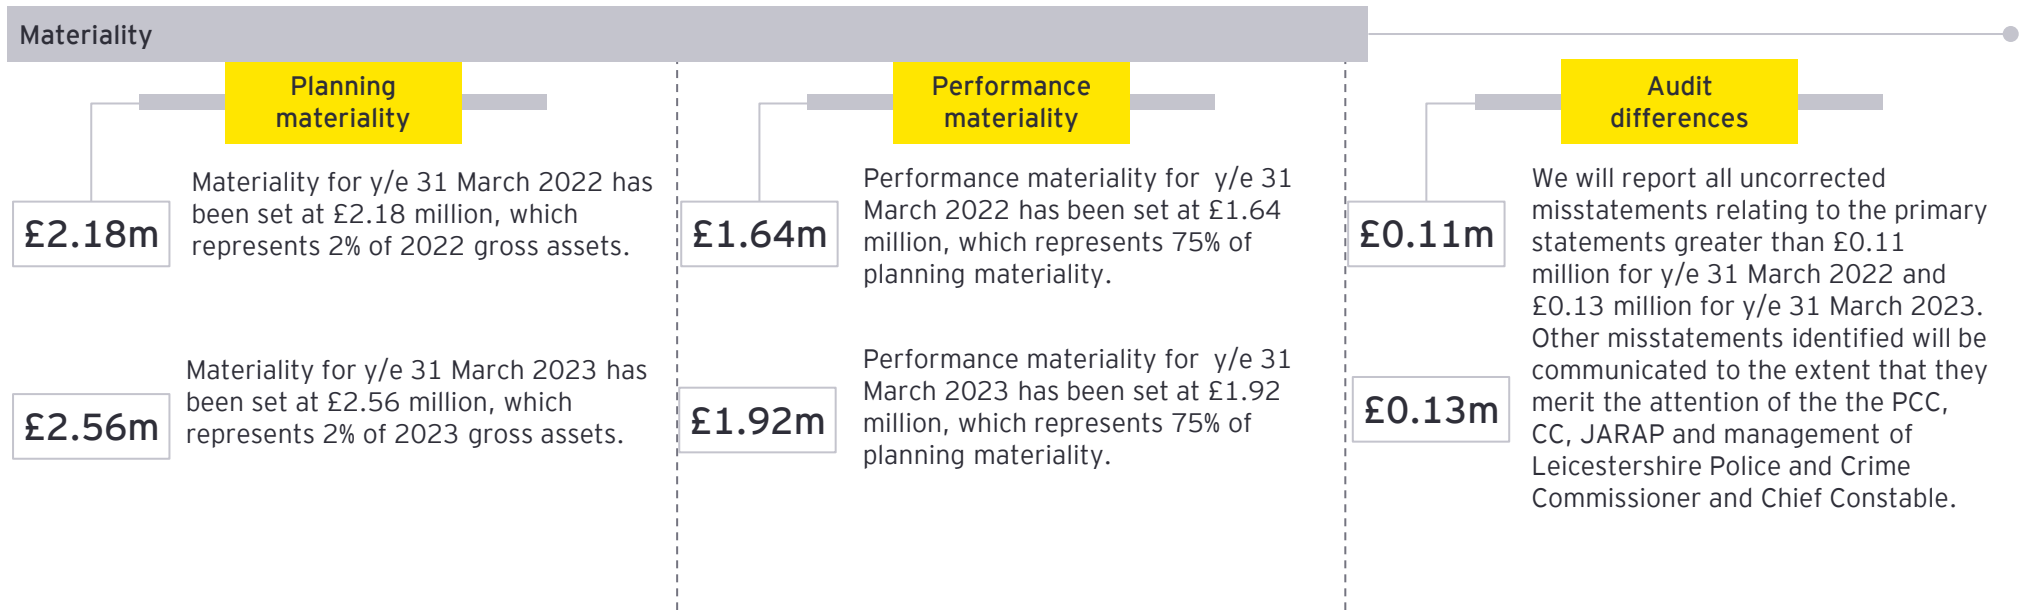 Materiality
Planning
materiality
£2.18m
Materiality for y/e 31 March 2022 has
been set at £2.18 million, which
represents 2% of 2022 gross assets.
£2.56m
Materiality for y/e 31 March 2023 has
been set at £2.56 million, which
represents 2% of 2023 gross assets.
Performance
materiality
£1.64m
Performance materiality for y/e 31
March 2022 has been set at £1.64
million, which represents 75% of
planning materiality.
£1.92m
Performance materiality for y/e 31
March 2023 has been set at £1.92
million, which represents 75% of
planning materiality.
Audit
differences
£0.11m
£0.13m
We will report all uncorrected
misstatements relating to the primary
statements greater than £0.11
million for y/e 31 March 2022 and
£0.13 million for y/e 31 March 2023.
Other misstatements identified will be
communicated to the extent that they
merit the attention of the the PCC,
CC, JARAP and management of
Leicestershire Police and Crime
Commissioner and Chief Constable.